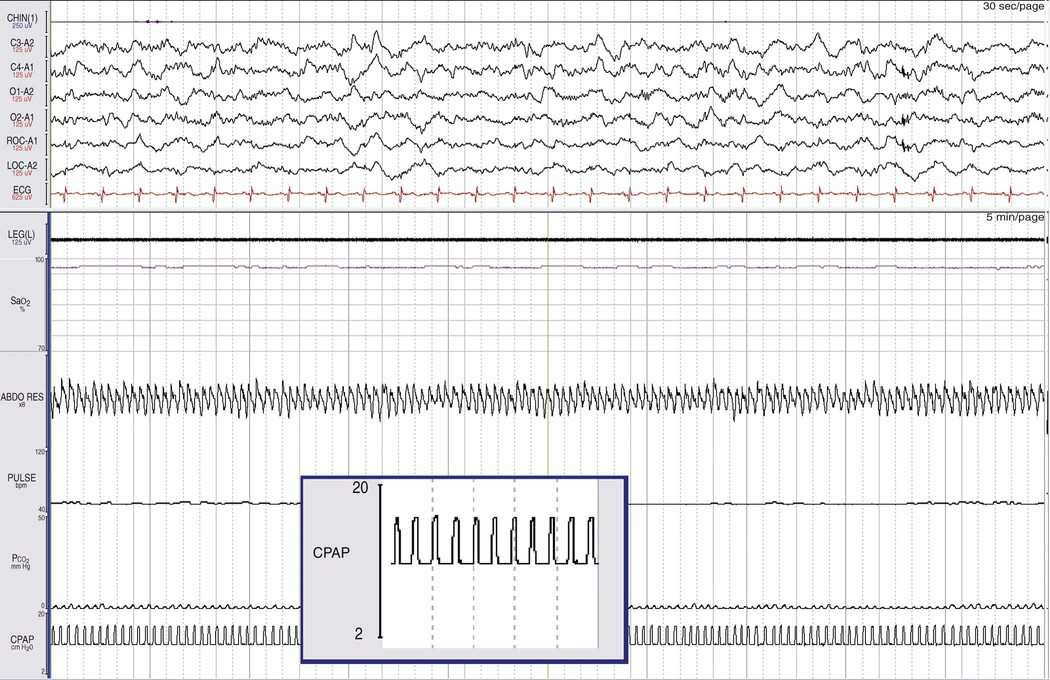 30 sec/page
CHIN(1)
250 uV
C3-A2
125 uV
C4-A1
125 uV
O1-A2
125 uV
O2-A1
125 uV
ROC-A1
125 uV
LOC-A2
125 uV
ECG
625 uV
5 min/page
LEG(L)
125 uV
100
SaO2
%
70
ABDO RES
x8
120
PULSE
bpm
40
50
PCO2
mm Hg
0
20
CPAP
cm H2O
2
20
CPAP
2